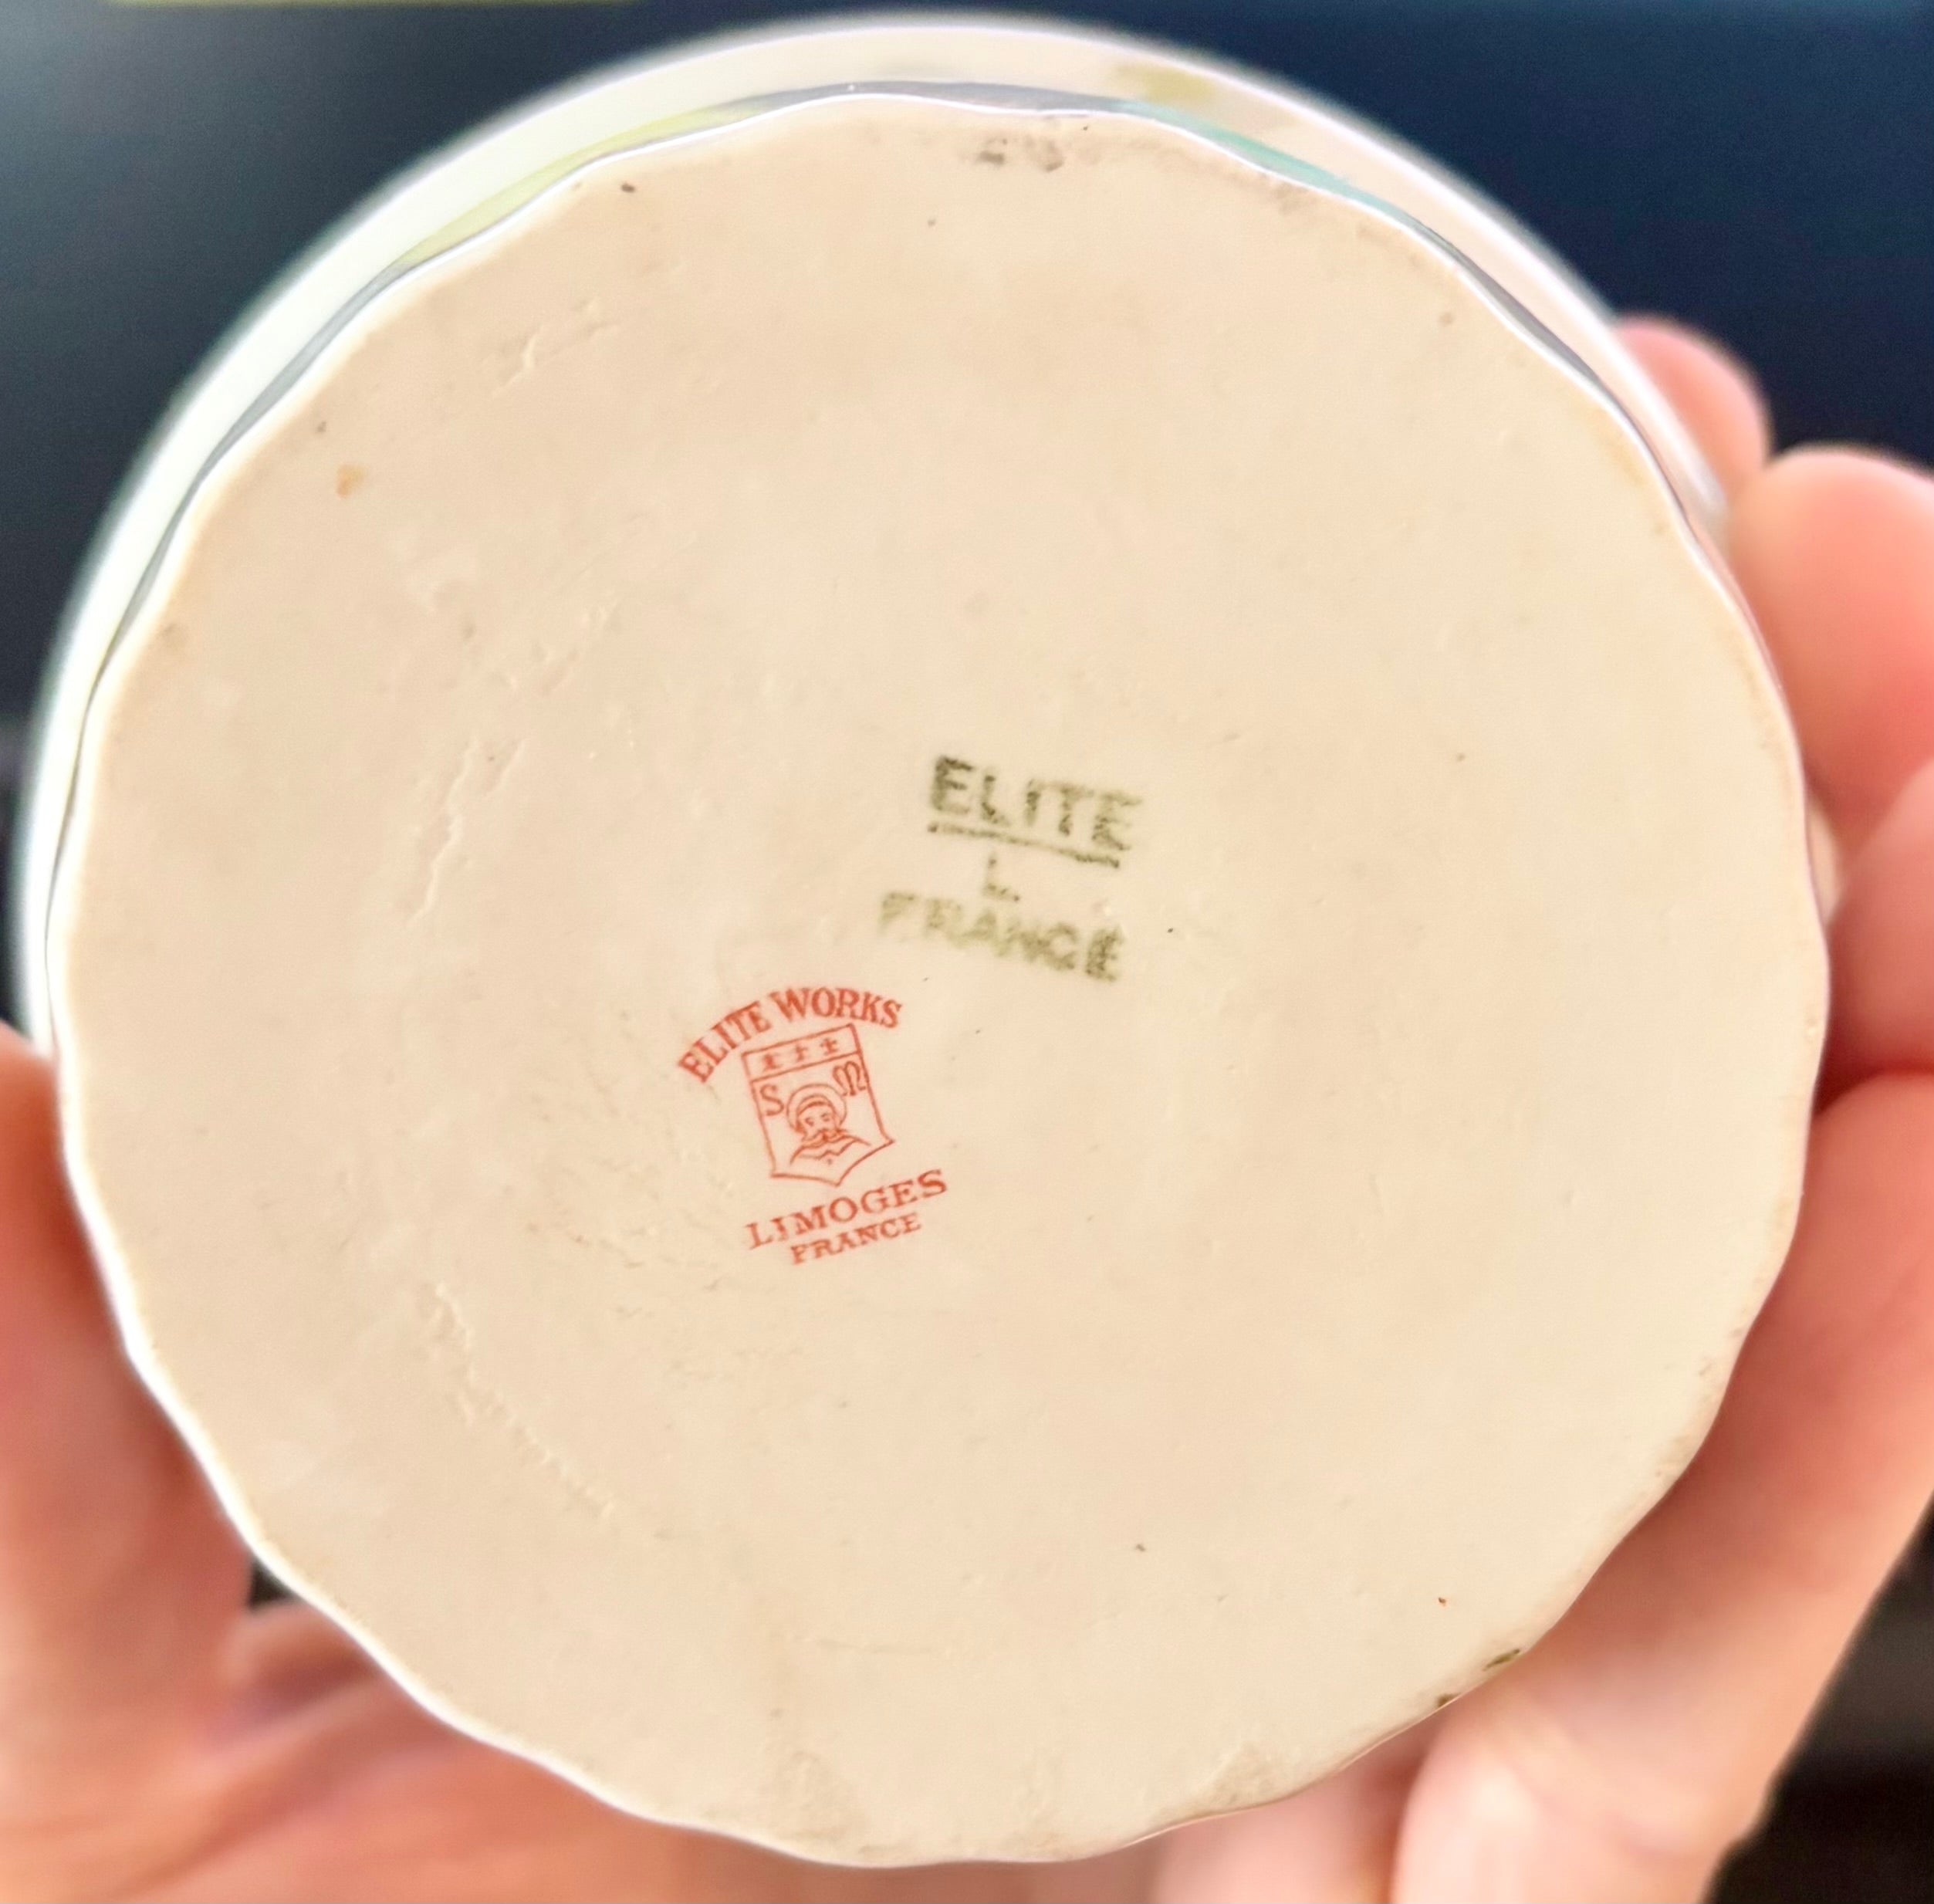 ELITE
L
FRANCE
ELITE WORKS
S M
LIMOGES
FRANCE